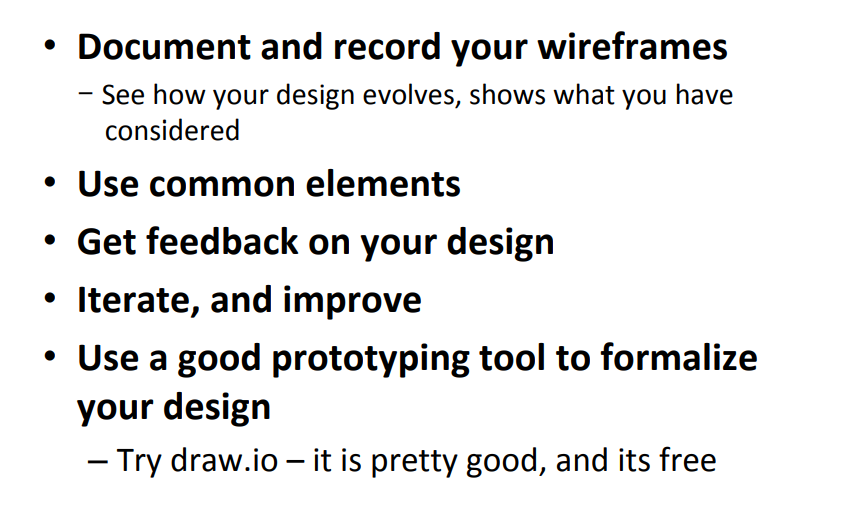 • Document and record your wireframes
– See how your design evolves, shows what you have
considered
• Use common elements
• Get feedback on your design
• Iterate, and improve
• Use a good prototyping tool to formalize
your design
– Try draw.io – it is pretty good, and its free